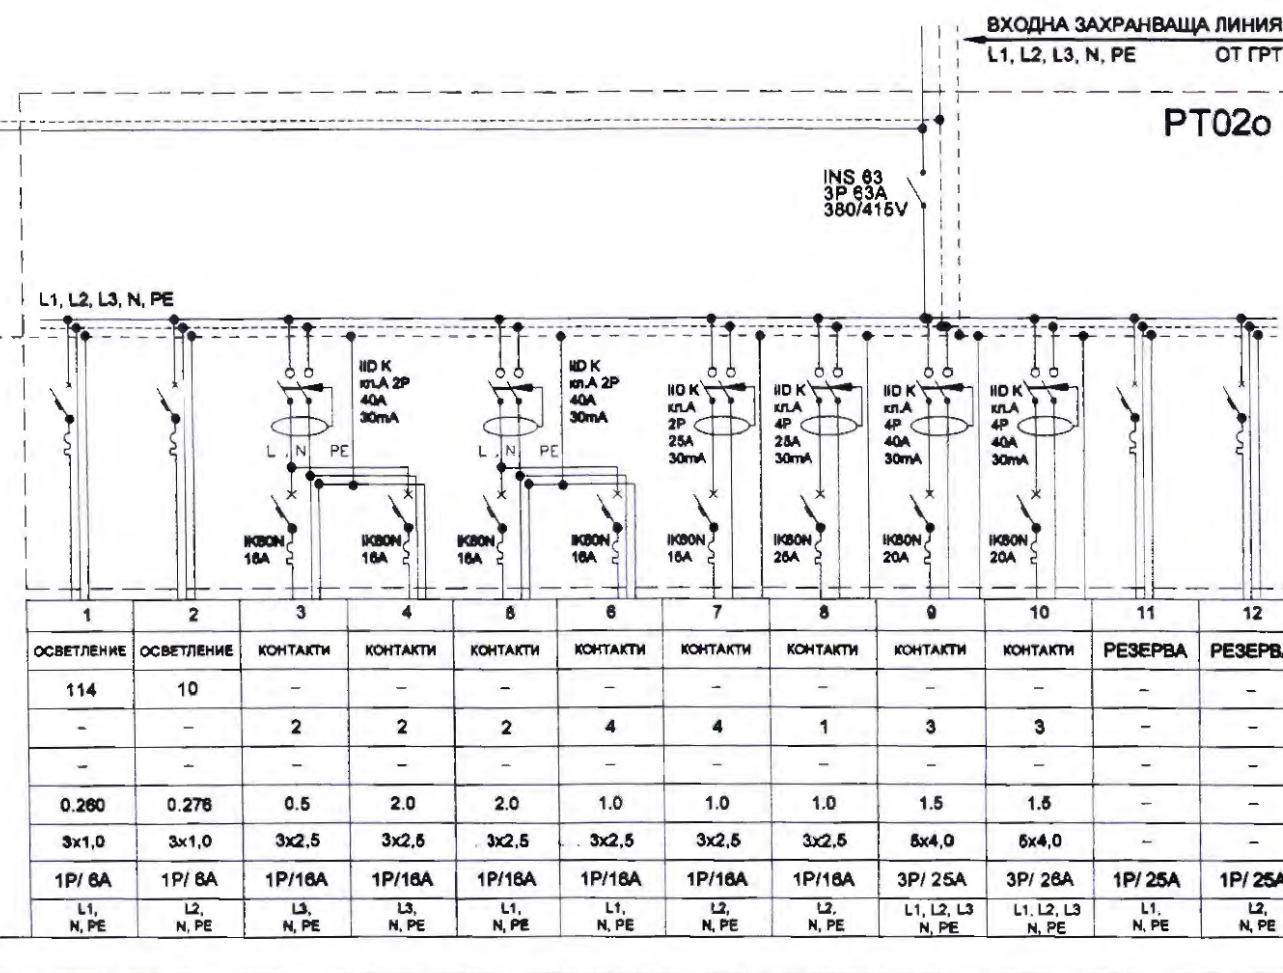 ВХОДНА ЗАХРАНВАЩА ЛИНИЯ
L1, L2, L3, N, PE ОТ ГРТ
РТ02о
INS 63
3P 63A
380/415V
L1, L2, L3, N, PE
IID K
кл.А 2P
40A
30mA
IID K
кл.А 2P
40A
30mA
IID K
кл.А
2P
25A
30mA
IID K
кл.А
4P
25A
30mA
IID K
кл.А
4P
40A
30mA
IID K
кл.А
4P
40A
30mA
L , N PE
L , N PE
IK60N
16A
IK60N
16A
IK60N
16A
IK60N
16A
IK60N
16A
IK60N
25A
IK60N
20A
IK60N
20A
1 2 3 4 5 6 7 8 9 10 11 12
ОСВЕТЛЕНИЕ ОСВЕТЛЕНИЕ КОНТАКТИ КОНТАКТИ КОНТАКТИ КОНТАКТИ КОНТАКТИ КОНТАКТИ КОНТАКТИ КОНТАКТИ РЕЗЕРВА РЕЗЕРВА
114 10 – – – – – – – – – –
– – 2 2 2 4 4 1 3 3 – –
– – – – – – – – – – – –
0.260 0.276 0.5 2.0 2.0 1.0 1.0 1.0 1.5 1.5 – –
3x1,0 3x1,0 3x2,5 3x2,5 3x2,5 3x2,5 3x2,5 3x2,5 5x4,0 5x4,0 – –
1P/ 6A 1P/ 6A 1P/16A 1P/16A 1P/16A 1P/16A 1P/16A 1P/16A 3P/ 25A 3P/ 25A 1P/ 25A 1P/ 25A
L1, L2, L3, L3, L1, L1, L2, L2, L1, L2, L3 L1, L2, L3 L1, L2,
N, PE N, PE N, PE N, PE N, PE N, PE N, PE N, PE N, PE N, PE N, PE N, PE